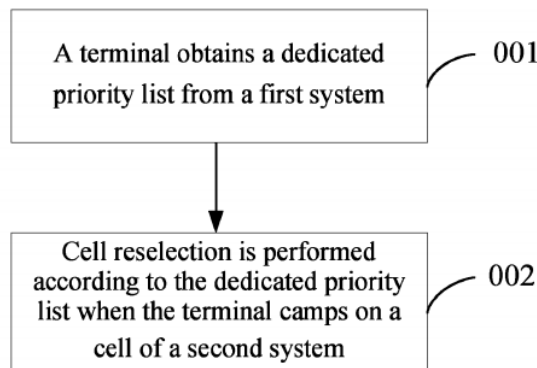 A terminal obtains a dedicated
priority list from a first system
001
Cell reselection is performed
according to the dedicated priority
list when the terminal camps on a
cell of a second system
002